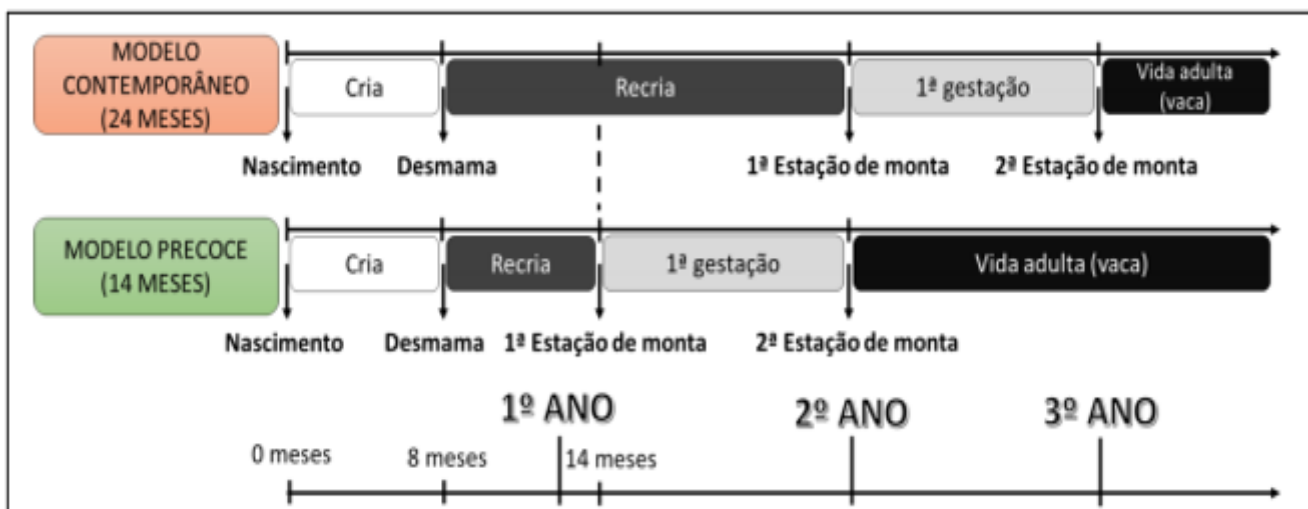 MODELO
CONTEMPORÂNEO
(24 MESES)
Cria
Recria
1ª gestação
Vida adulta
(vaca)
Nascimento
Desmama
1ª Estação de monta
2ª Estação de monta
MODELO PRECOCE
(14 MESES)
Cria
Recria
1ª gestação
Vida adulta (vaca)
Nascimento
Desmama
1ª Estação de monta
2ª Estação de monta
1º ANO
2º ANO
3º ANO
0 meses
8 meses
14 meses